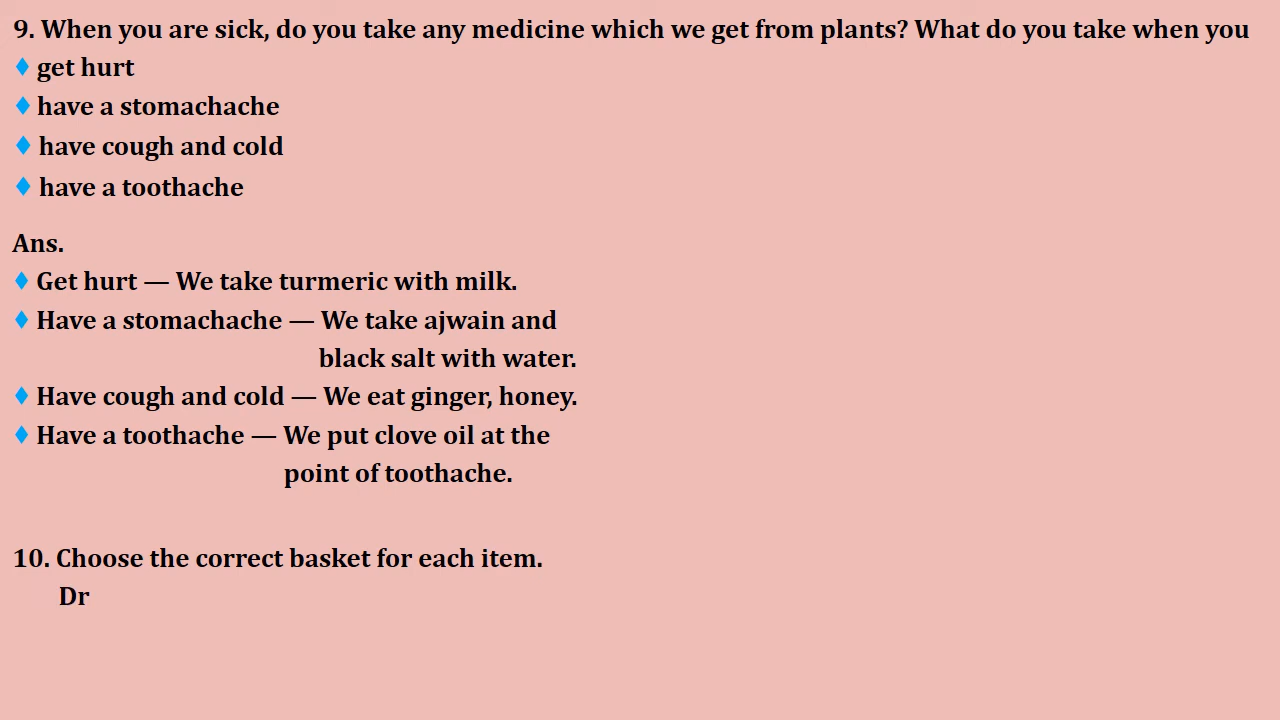 9. When you are sick, do you take any medicine which we get from plants? What do you take when you
♦ get hurt
♦ have a stomachache
♦ have cough and cold
♦ have a toothache
Ans.
♦ Get hurt — We take turmeric with milk.
♦ Have a stomachache — We take ajwain and
black salt with water.
♦ Have cough and cold — We eat ginger, honey.
♦ Have a toothache — We put clove oil at the
point of toothache.
10. Choose the correct basket for each item.
Dr